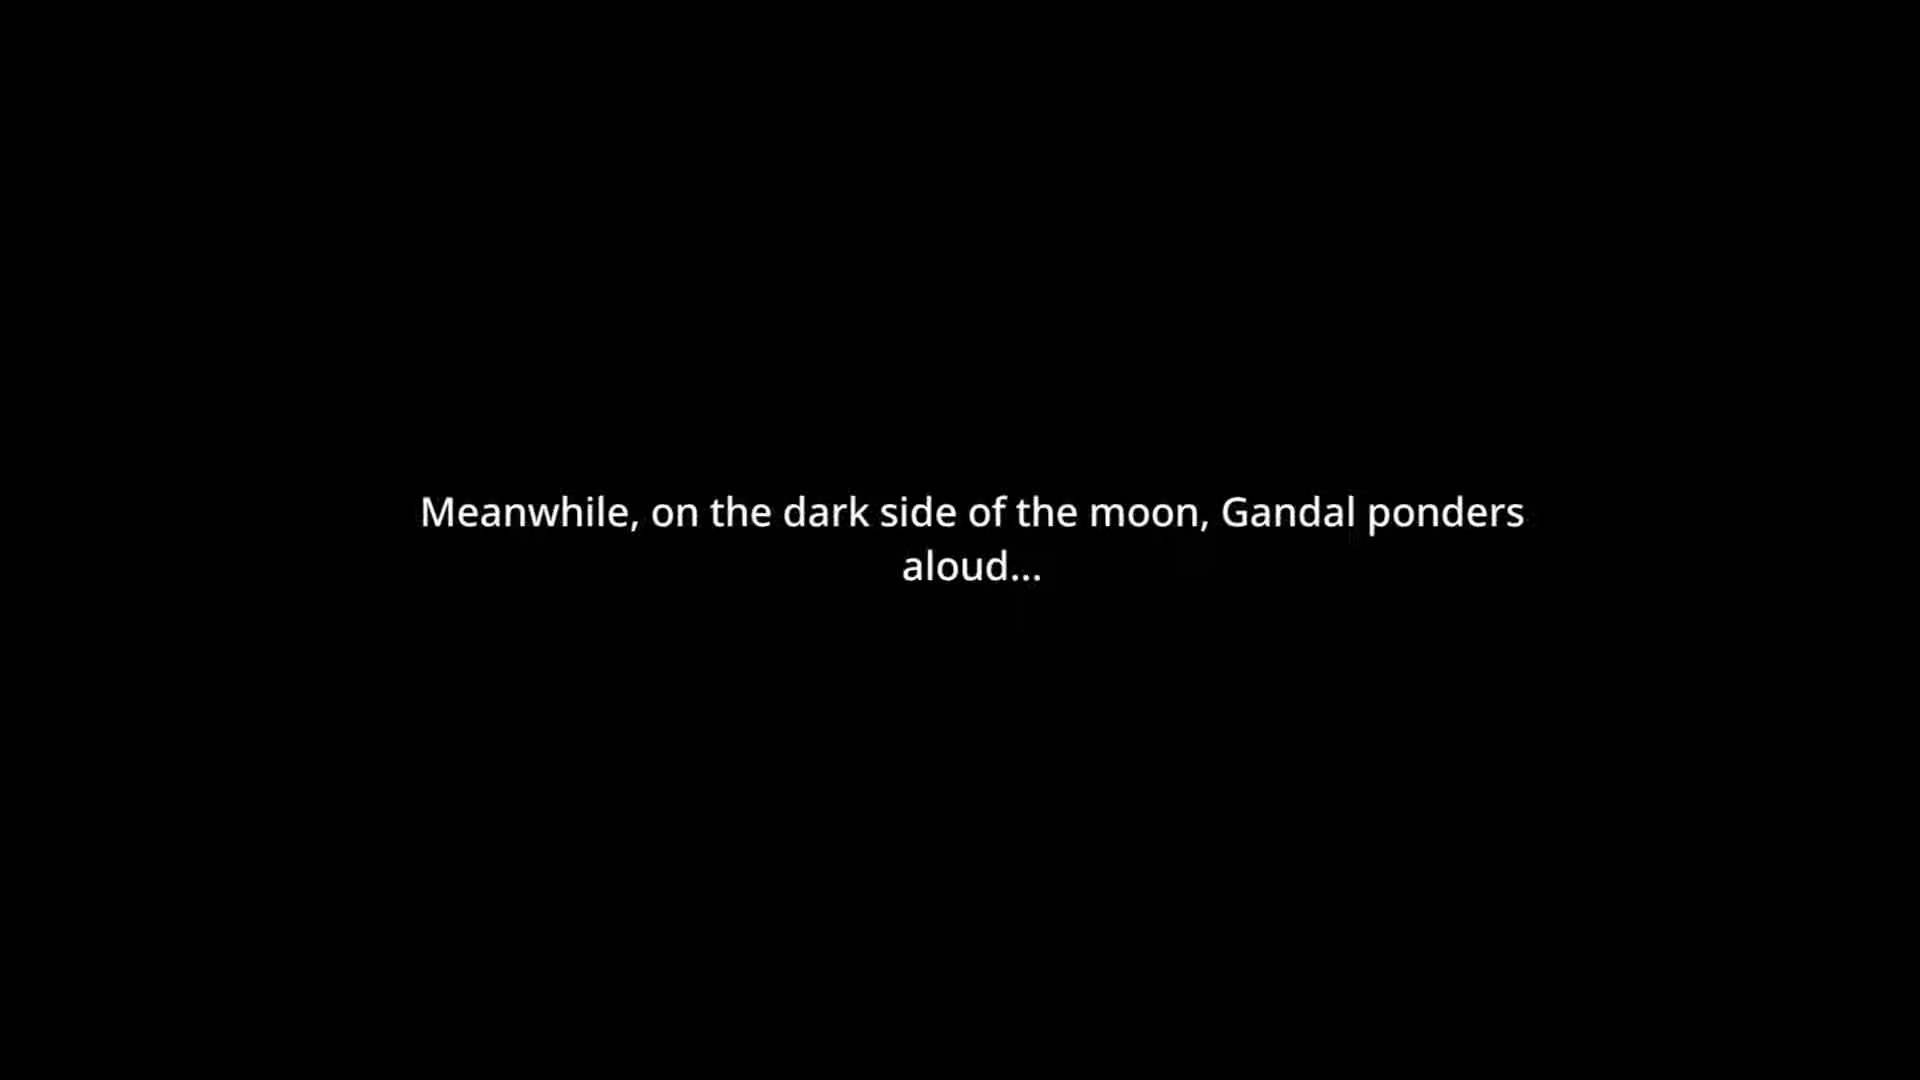 Meanwhile, on the dark side of the moon, Gandal ponders
aloud...